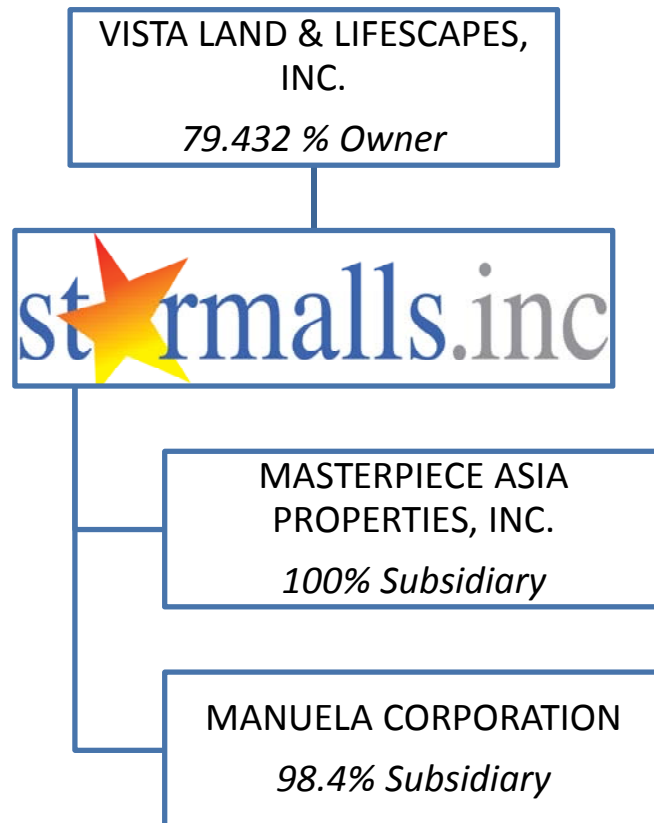 VISTA LAND & LIFESCAPES,
INC.
79.432 % Owner
starmalls.inc
MASTERPIECE ASIA
PROPERTIES, INC.
100% Subsidiary
MANUELA CORPORATION
98.4% Subsidiary